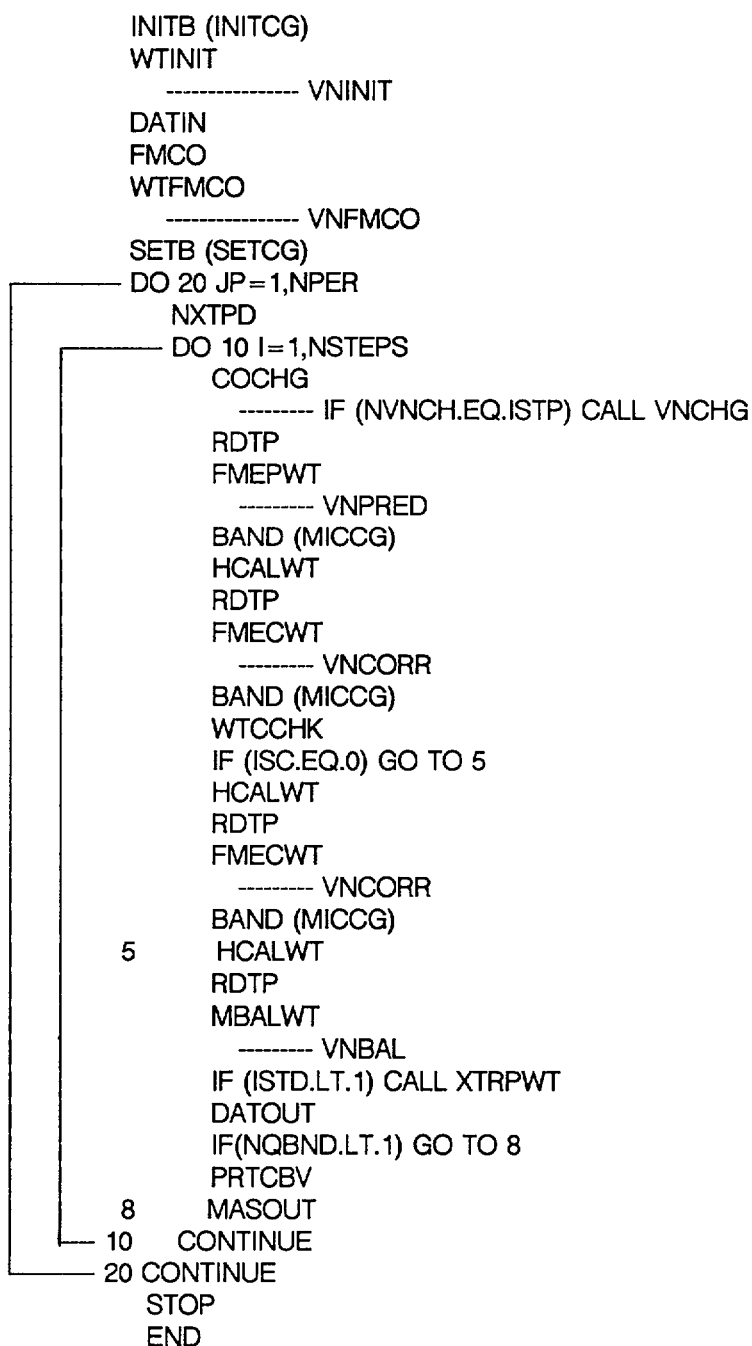 INITB (INITCG)
WTINIT
---------------- VNINIT
DATIN
FMCO
WTFMCO
---------------- VNFMCO
SETB (SETCG)
DO 20 JP=1,NPER
NXTPD
DO 10 I=1,NSTEPS
COCHG
--------- IF (NVNCH.EQ.ISTP) CALL VNCHG
RDTP
FMEPWT
--------- VNPRED
BAND (MICCG)
HCALWT
RDTP
FMECWT
--------- VNCORR
BAND (MICCG)
WTCCHK
IF (ISC.EQ.0) GO TO 5
HCALWT
RDTP
FMECWT
--------- VNCORR
BAND (MICCG)
5 HCALWT
RDTP
MBALWT
--------- VNBAL
IF (ISTD.LT.1) CALL XTRPWT
DATOUT
IF(NQBND.LT.1) GO TO 8
PRTCBV
8 MASOUT
10 CONTINUE
20 CONTINUE
STOP
END